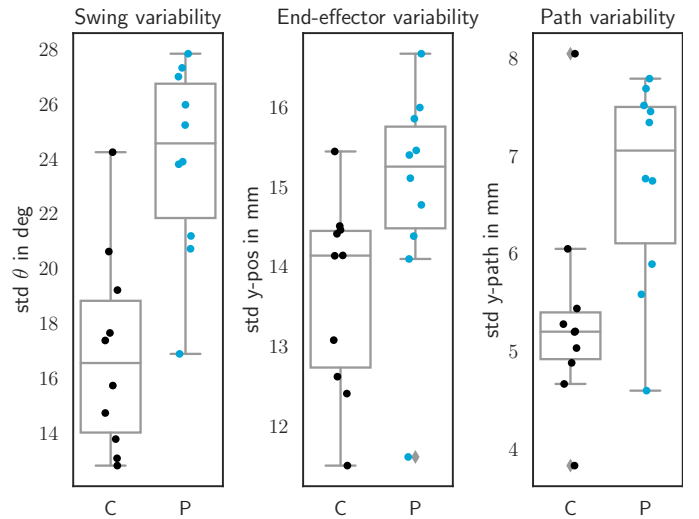 Swing variability
End-effector variability
Path variability
std θ in deg
28
26
24
22
20
18
16
14
C
P
std y-pos in mm
16
15
14
13
12
C
P
std y-path in mm
8
7
6
5
4
C
P